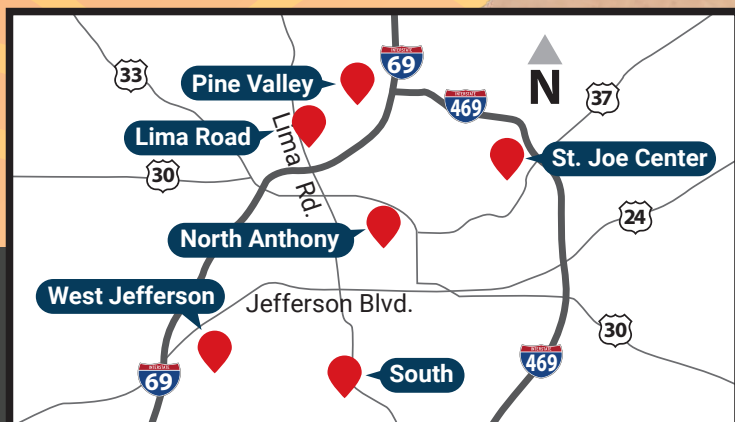 INTERSTATE
69
33
Pine Valley
INTERSTATE
469
N
37
Lima Road
Lima Rd.
St. Joe Center
30
North Anthony
24
West Jefferson
Jefferson Blvd.
30
INTERSTATE
69
South
INTERSTATE
469